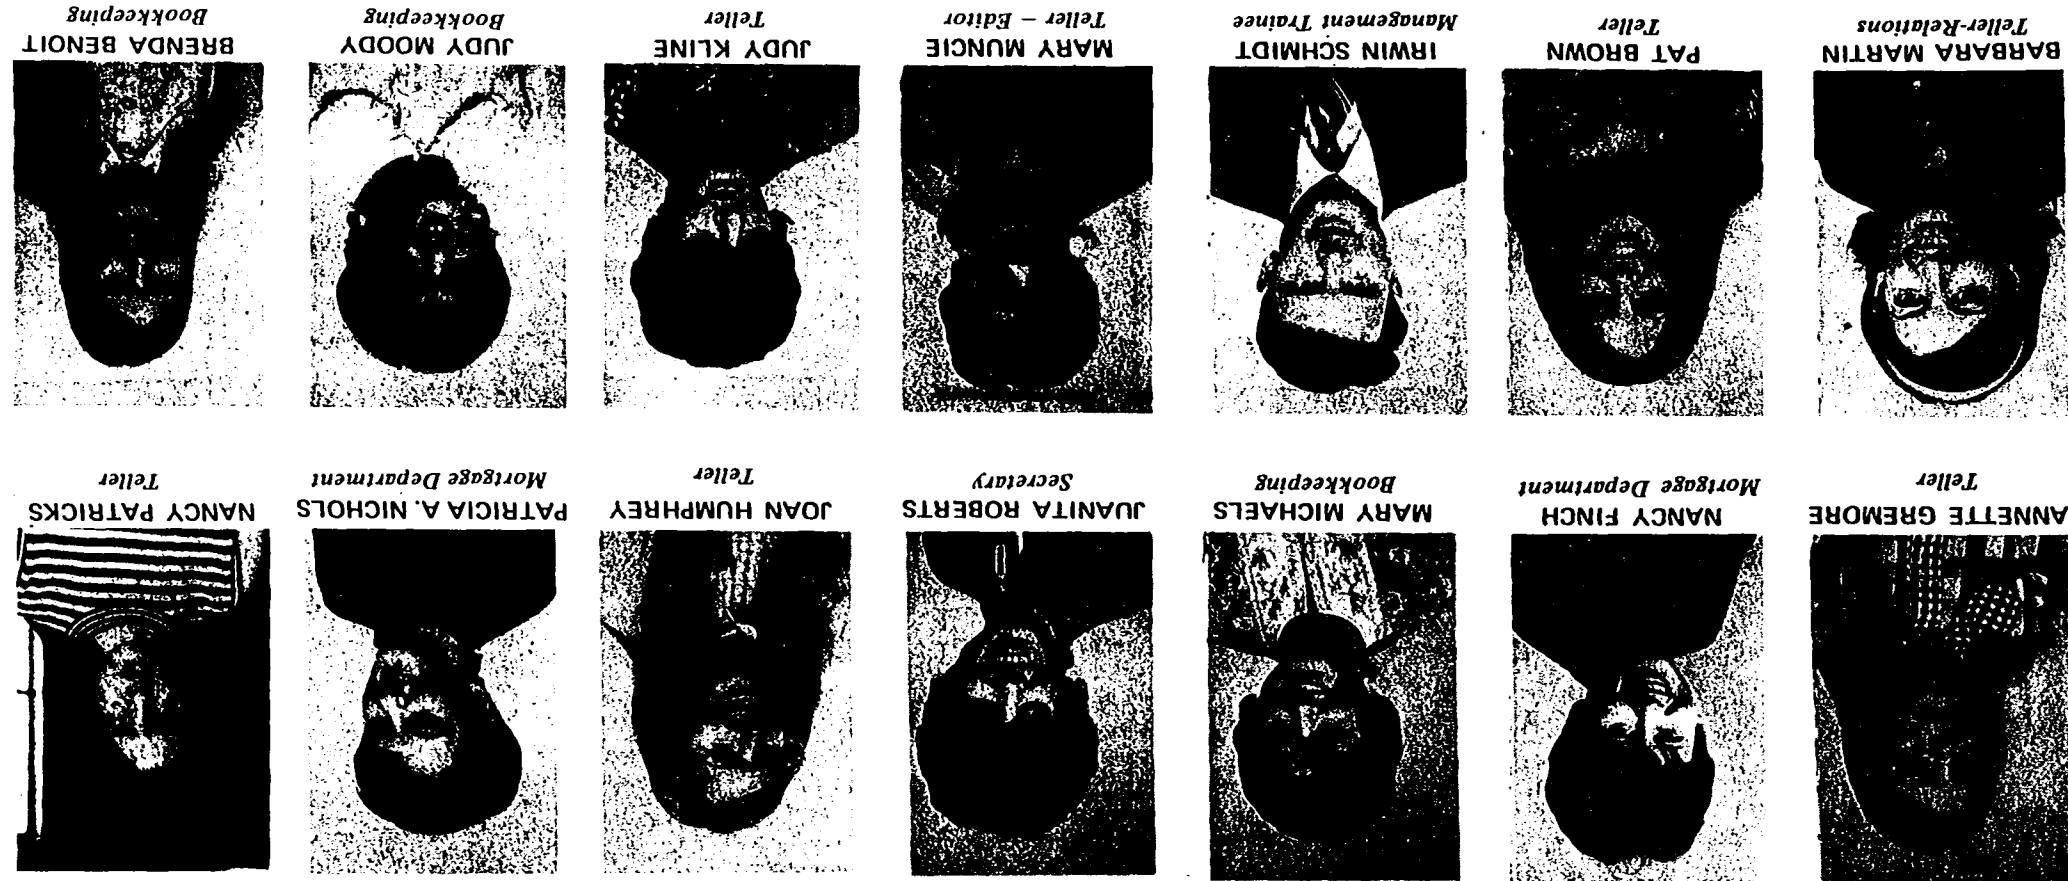 ANNETTE GREMORE
Teller
NANCY FINCH
Mortgage Department
MARY MICHAELS
Bookkeeping
JUANITA ROBERTS
Secretary
JOAN HUMPHREY
Teller
PATRICIA A. NICHOLS
Mortgage Department
NANCY PATRICKS
Teller
BARBARA MARTIN
Teller-Relations
PAT BROWN
Teller
IRWIN SCHMIDT
Management Trainee
MARY MUNCIE
Teller – Editor
JUDY KLINE
Teller
JUDY MOODY
Bookkeeping
BRENDA BENOIT
Bookkeeping